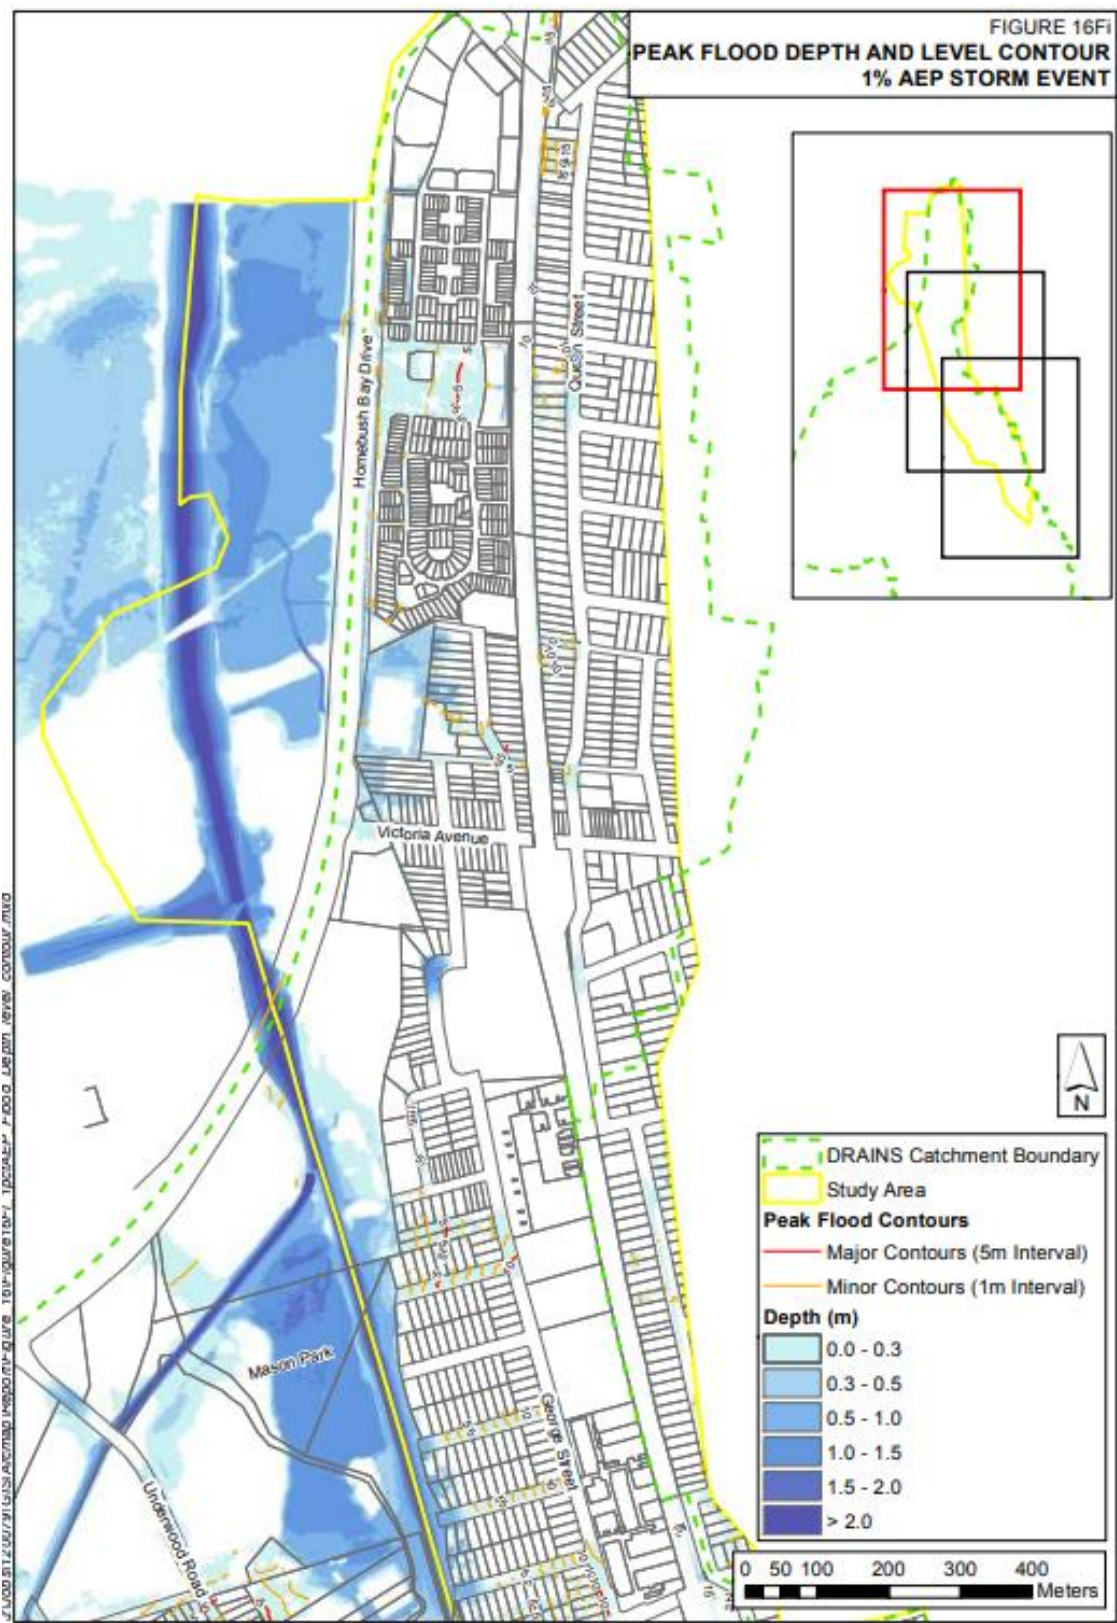 FIGURE 16Fi
PEAK FLOOD DEPTH AND LEVEL CONTOUR
1% AEP STORM EVENT
Homebush Bay Drive
Queen Street
Victoria Avenue
Mason Park
George Street
Underwood Road
N
DRAINS Catchment Boundary
Study Area
Peak Flood Contours
Major Contours (5m Interval)
Minor Contours (1m Interval)
Depth (m)
0.0 - 0.3
0.3 - 0.5
0.5 - 1.0
1.0 - 1.5
1.5 - 2.0
> 2.0
0 50 100 200 300 400
Meters